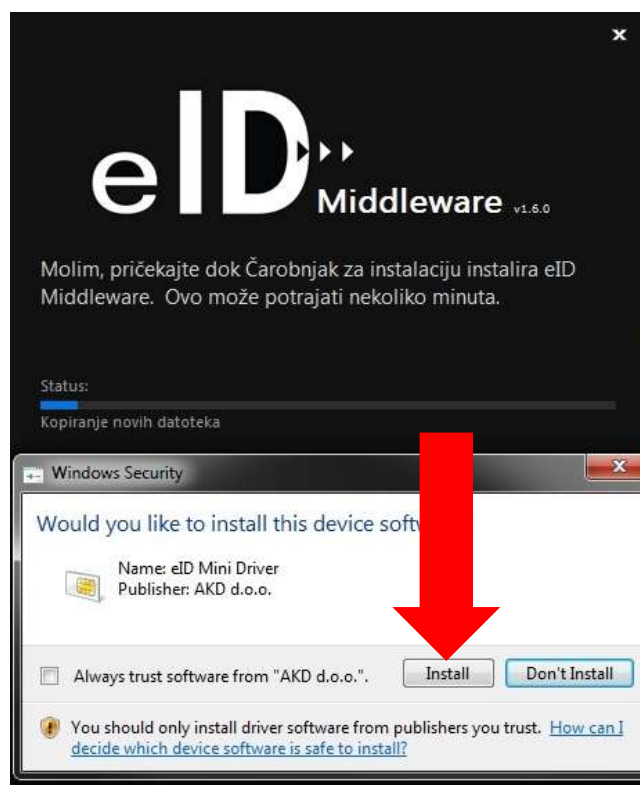 eID
Middleware v1.6.0
Molim, pričekajte dok Čarobnjak za instalaciju instalira eID
Middleware. Ovo može potrajati nekoliko minuta.
Status:
Kopiranje novih datoteka
Windows Security
Would you like to install this device
Name: eID Mini Driver
Publisher: AKD d.o.o.
Always trust software from "AKD d.o.o.".
Install
Don't Install
You should only install driver software from publishers you trust. How can I
decide which device software is safe to install?